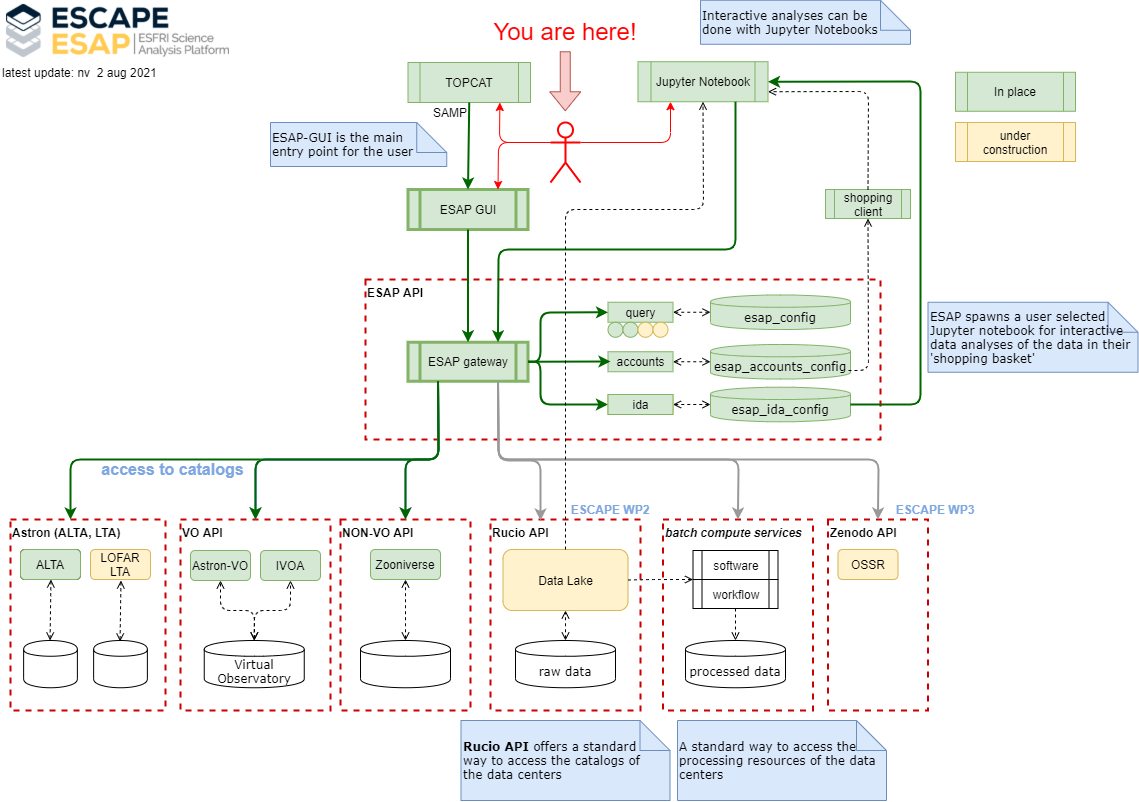 ESCAPE
ESAP
ESFRI Science
Analysis Platform
latest update: nv 2 aug 2021
You are here!
Interactive analyses can be
done with Jupyter Notebooks
TOPCAT
SAMP
Jupyter Notebook
In place
under
construction
ESAP-GUI is the main
entry point for the user
ESAP GUI
shopping
client
ESAP API
query
esap_config
ESAP gateway
accounts
esap_accounts_config
ida
esap_ida_config
ESAP spawns a user selected
Jupyter notebook for interactive
data analyses of the data in their
'shopping basket'
access to catalogs
ESCAPE WP2
ESCAPE WP3
Astron (ALTA, LTA)
ALTA
LOFAR
LTA
VO API
Astron-VO
IVOA
Virtual
Observatory
NON-VO API
Zooniverse
Rucio API
Data Lake
raw data
batch compute services
software
workflow
processed data
Zenodo API
OSSR
Rucio API offers a standard
way to access the catalogs of
the data centers
A standard way to access the
processing resources of the data
centers